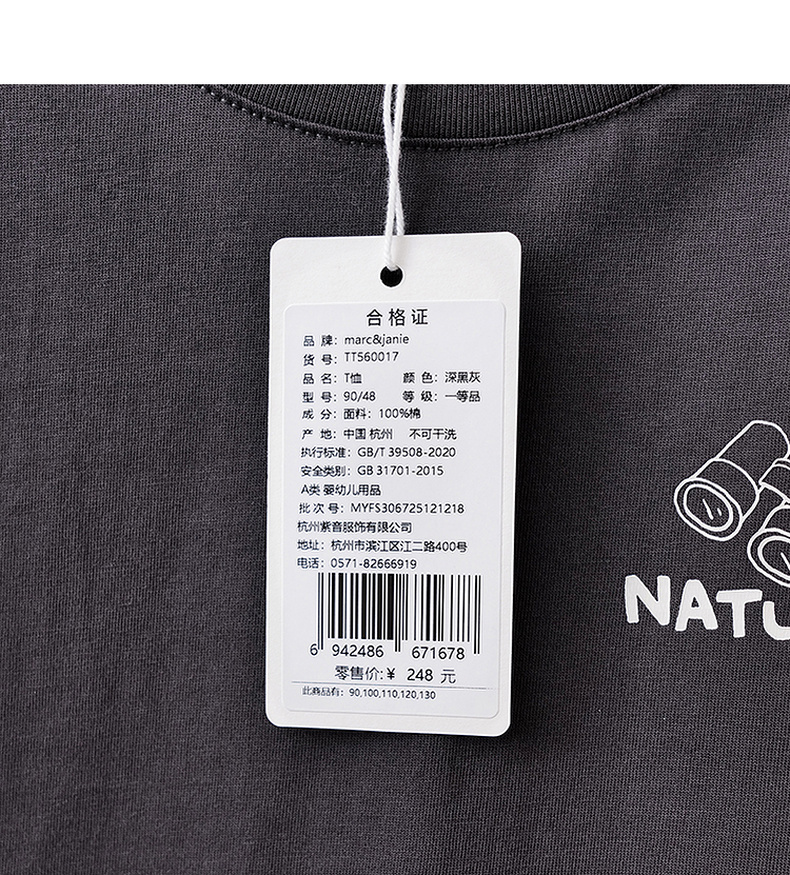 合格证
品 牌：marc&janie
货 号：TT560017
品 名：T恤 颜 色：深黑灰
型 号：90/48 等 级：一等品
成 分：面料：100%棉
产 地：中国 杭州 不可干洗
执行标准：GB/T 39508-2020
安全类别：GB 31701-2015
A类 婴幼儿用品
批 次 号：MYFS306725121218
杭州紫音服饰有限公司
地址：杭州市滨江区江二路400号
电话：0571-82666919
6 942486 671678
零售价:¥ 248 元
此商品有：90,100,110,120,130
NATU